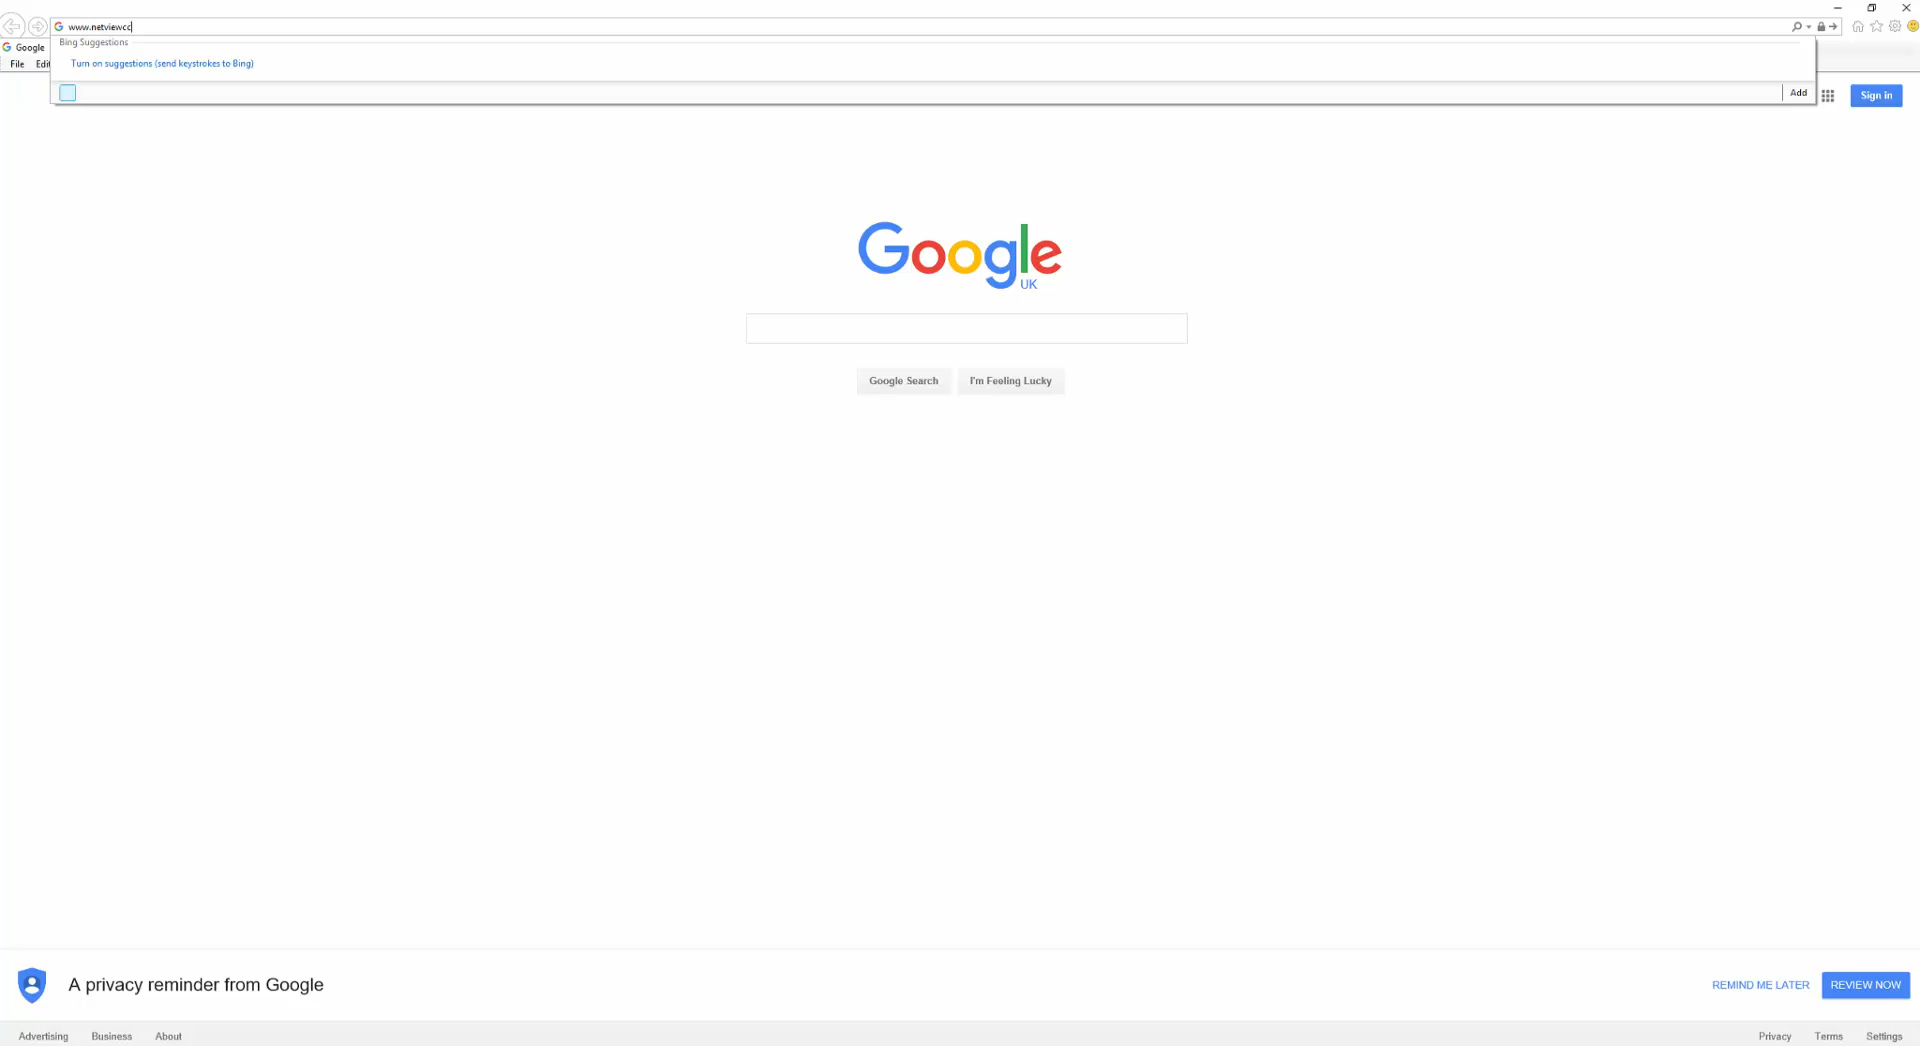 www.netviewcc
Bing Suggestions
Google
Turn on suggestions (send keystrokes to Bing)
File Edit
Add
Sign in
Google
UK
Google Search I'm Feeling Lucky
A privacy reminder from Google
REMIND ME LATER REVIEW NOW
Advertising Business About Privacy Terms Settings